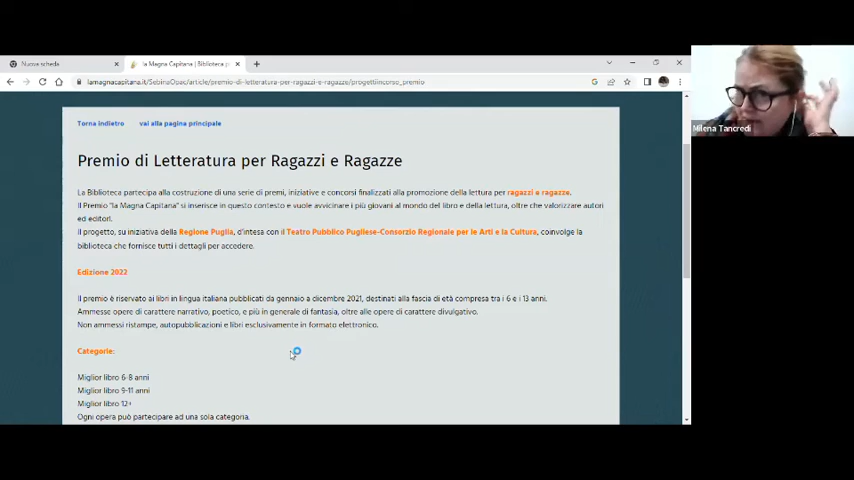 Nuova scheda
la Magna Capitana | Biblioteca p
lamagnacapitana.it/SebinaOpac/article/premio-di-letteratura-per-ragazzi-e-ragazze/progettiincorso_premio
Torna indietro vai alla pagina principale
Premio di Letteratura per Ragazzi e Ragazze
La Biblioteca partecipa alla costruzione di una serie di premi, iniziative e concorsi finalizzati alla promozione della lettura per ragazzi e ragazze.
Il Premio "la Magna Capitana" si inserisce in questo contesto e vuole avvicinare i più giovani al mondo del libro e della lettura, oltre che valorizzare autori
ed editori.
Il progetto, su iniziativa della Regione Puglia, d'intesa con il Teatro Pubblico Pugliese-Consorzio Regionale per le Arti e la Cultura, coinvolge la
biblioteca che fornisce tutti i dettagli per accedere.
Edizione 2022
Il premio è riservato ai libri in lingua italiana pubblicati da gennaio a dicembre 2021, destinati alla fascia di età compresa tra i 6 e i 13 anni.
Ammesse opere di carattere narrativo, poetico, e più in generale di fantasia, oltre alle opere di carattere divulgativo.
Non ammessi ristampe, autopubblicazioni e libri esclusivamente in formato elettronico.
Categorie:
Miglior libro 6-8 anni
Miglior libro 9-11 anni
Miglior libro 12+
Ogni opera può partecipare ad una sola categoria.
Milena Tancredi